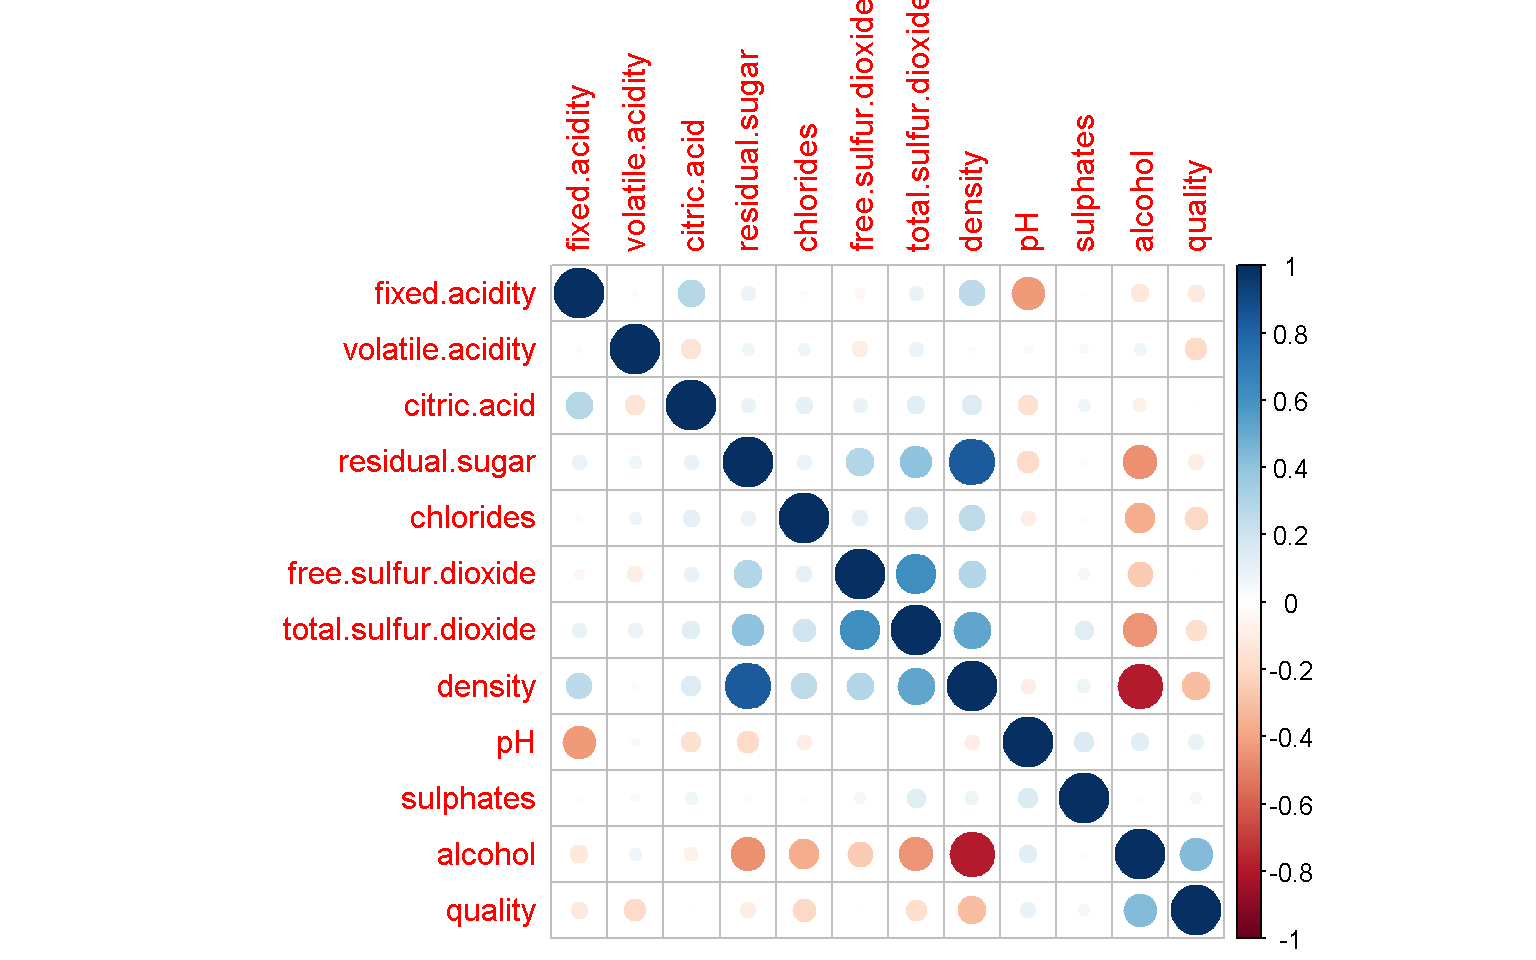 fixed.acidity
volatile.acidity
citric.acid
residual.sugar
chlorides
free.sulfur.dioxide
total.sulfur.dioxide
density
pH
sulphates
alcohol
quality
fixed.acidity
volatile.acidity
citric.acid
residual.sugar
chlorides
free.sulfur.dioxide
total.sulfur.dioxide
density
pH
sulphates
alcohol
quality
1
0.8
0.6
0.4
0.2
0
-0.2
-0.4
-0.6
-0.8
-1